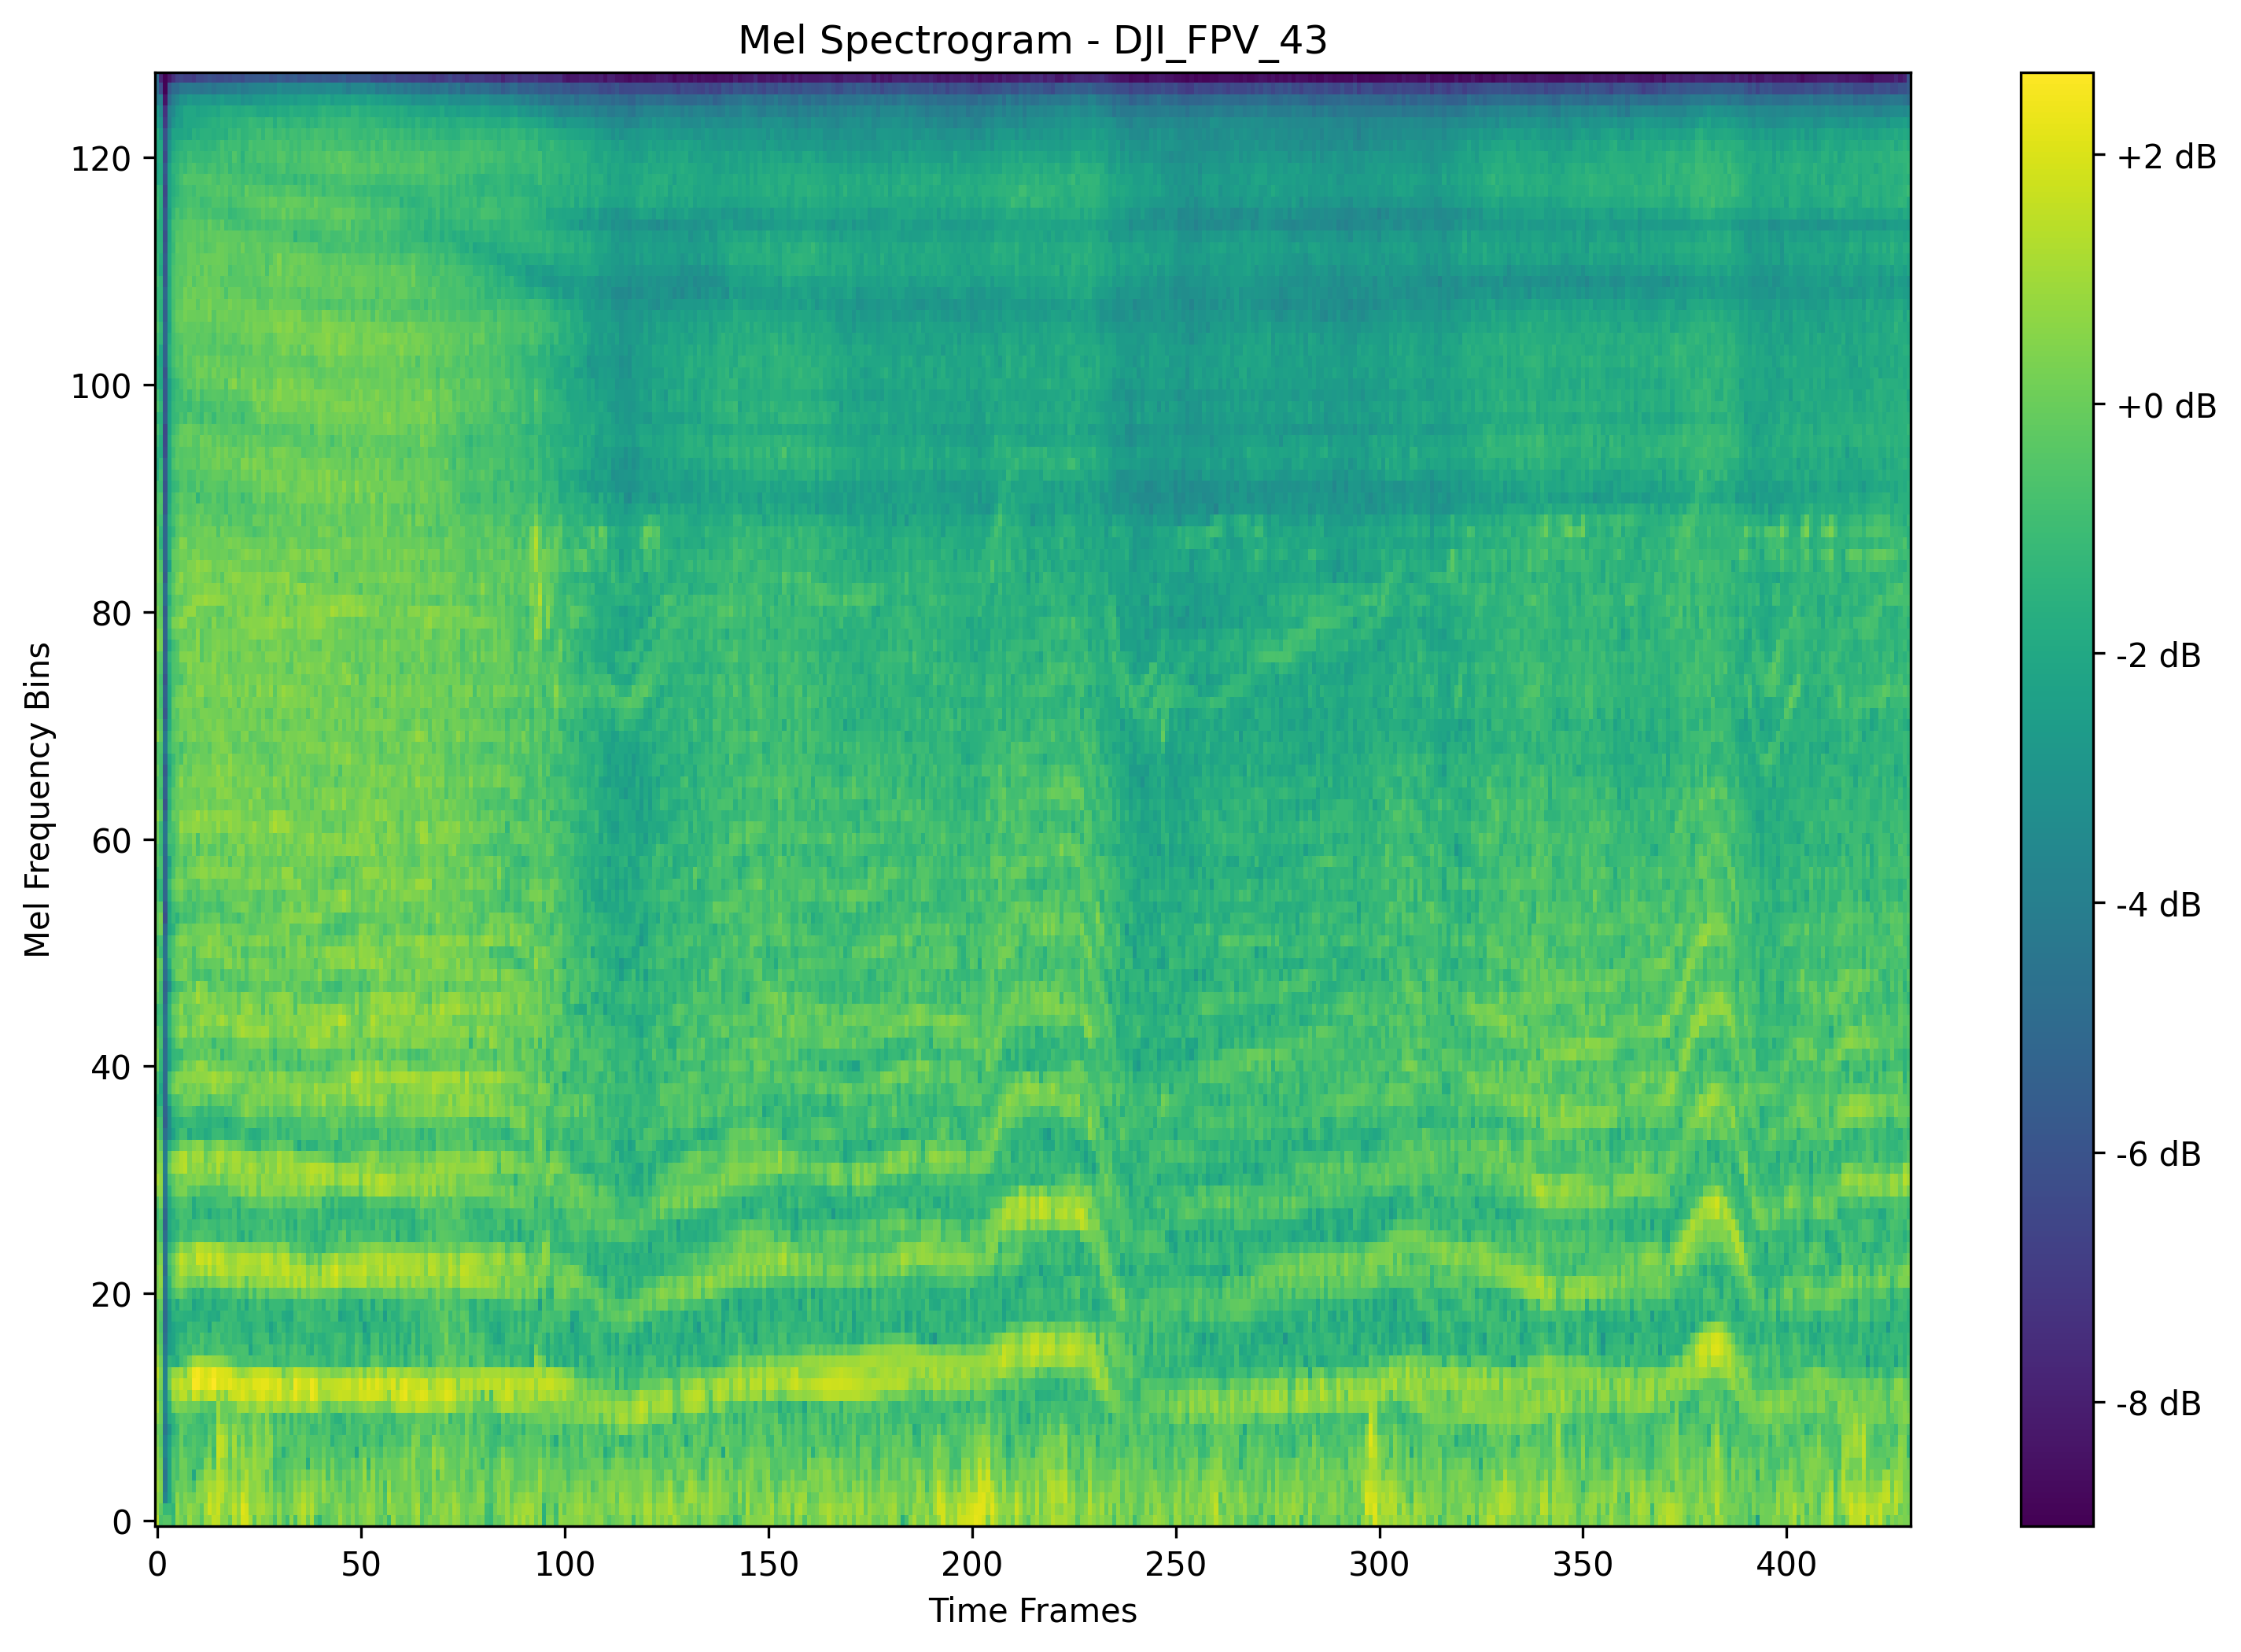 Mel Spectrogram - DJI_FPV_43
Mel Frequency Bins
120
100
80
60
40
20
0
0 50 100 150 200 250 300 350 400
Time Frames
+2 dB
+0 dB
-2 dB
-4 dB
-6 dB
-8 dB